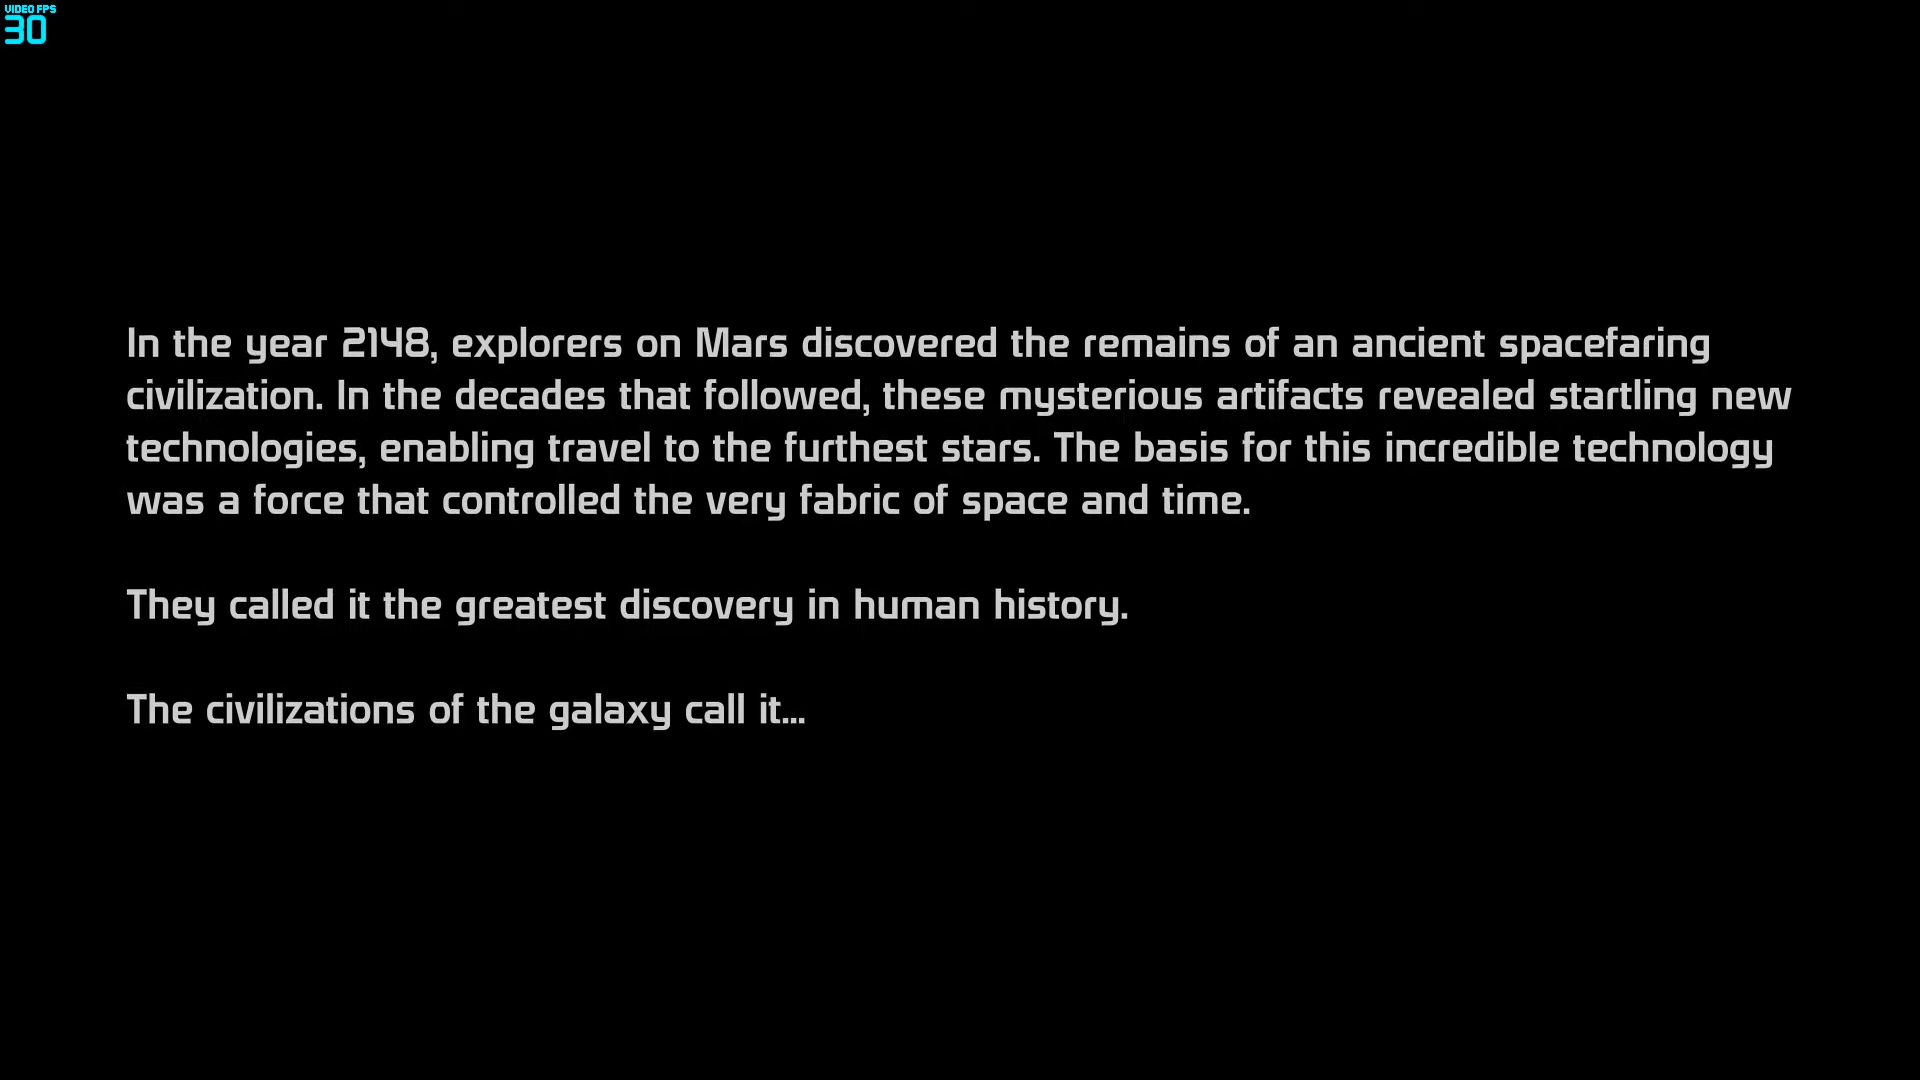 VIDEO FPS
30
In the year 2148, explorers on Mars discovered the remains of an ancient spacefaring
civilization. In the decades that followed, these mysterious artifacts revealed startling new
technologies, enabling travel to the furthest stars. The basis for this incredible technology
was a force that controlled the very fabric of space and time.
They called it the greatest discovery in human history.
The civilizations of the galaxy call it...